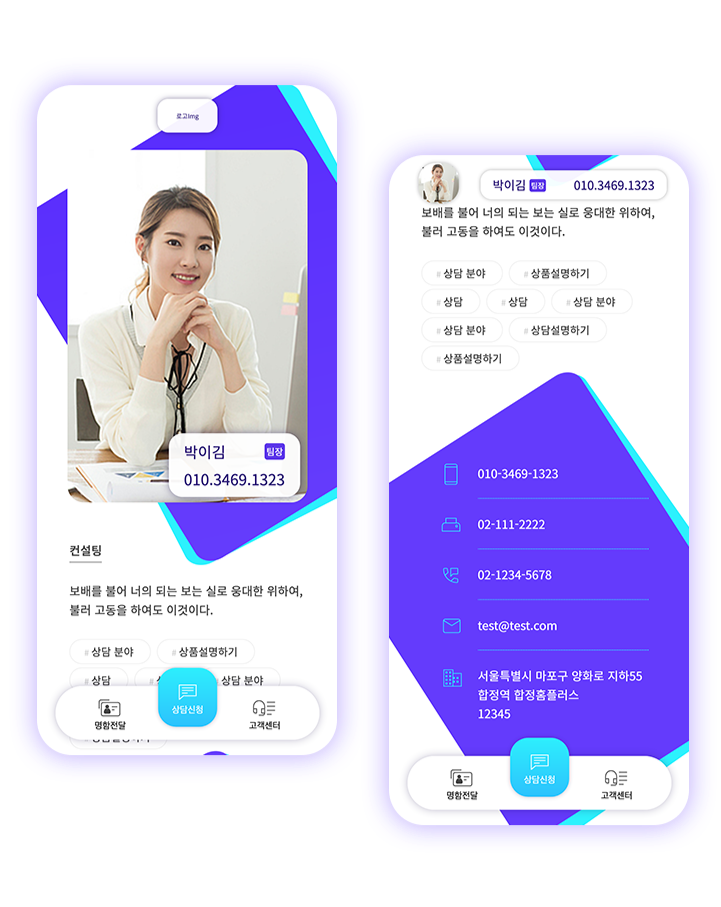 로고img
박이김 팀장
010.3469.1323
컨설팅
보배를 불어 너의 되는 보는 실로 웅대한 위하여,
불러 고동을 하여도 이것이다.
# 상담 분야 # 상품설명하기
# 상담 # 상담 분야
명함전달 상담신청 고객센터
박이김 팀장 010.3469.1323
보배를 불어 너의 되는 보는 실로 웅대한 위하여,
불러 고동을 하여도 이것이다.
# 상담 분야 # 상품설명하기
# 상담 # 상담 # 상담 분야
# 상담 분야 # 상담설명하기
# 상품설명하기
010-3469-1323
02-111-2222
02-1234-5678
test@test.com
서울특별시 마포구 양화로 지하55
합정역 합정홈플러스
12345
명함전달 상담신청 고객센터